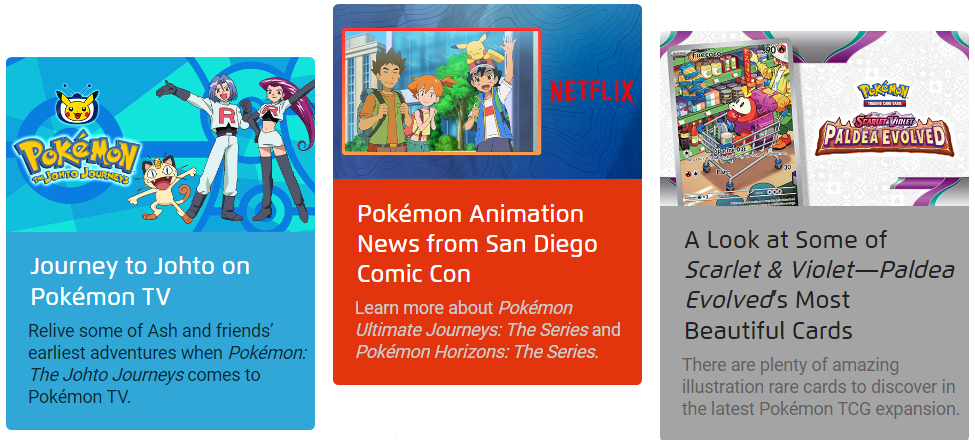 POKéMON
THE JOHTO JOURNEYS
R
Journey to Johto on
Pokémon TV
Relive some of Ash and friends’
earliest adventures when Pokémon:
The Johto Journeys comes to
Pokémon TV.
NETFLIX
Pokémon Animation
News from San Diego
Comic Con
Learn more about Pokémon
Ultimate Journeys: The Series and
Pokémon Horizons: The Series.
Fuecoco
30
POKéMON
TRADING CARD GAME
SCARLET & VIOLET
PALDEA EVOLVED
A Look at Some of
Scarlet & Violet—Paldea
Evolved's Most
Beautiful Cards
There are plenty of amazing
illustration rare cards to discover in
the latest Pokémon TCG expansion.